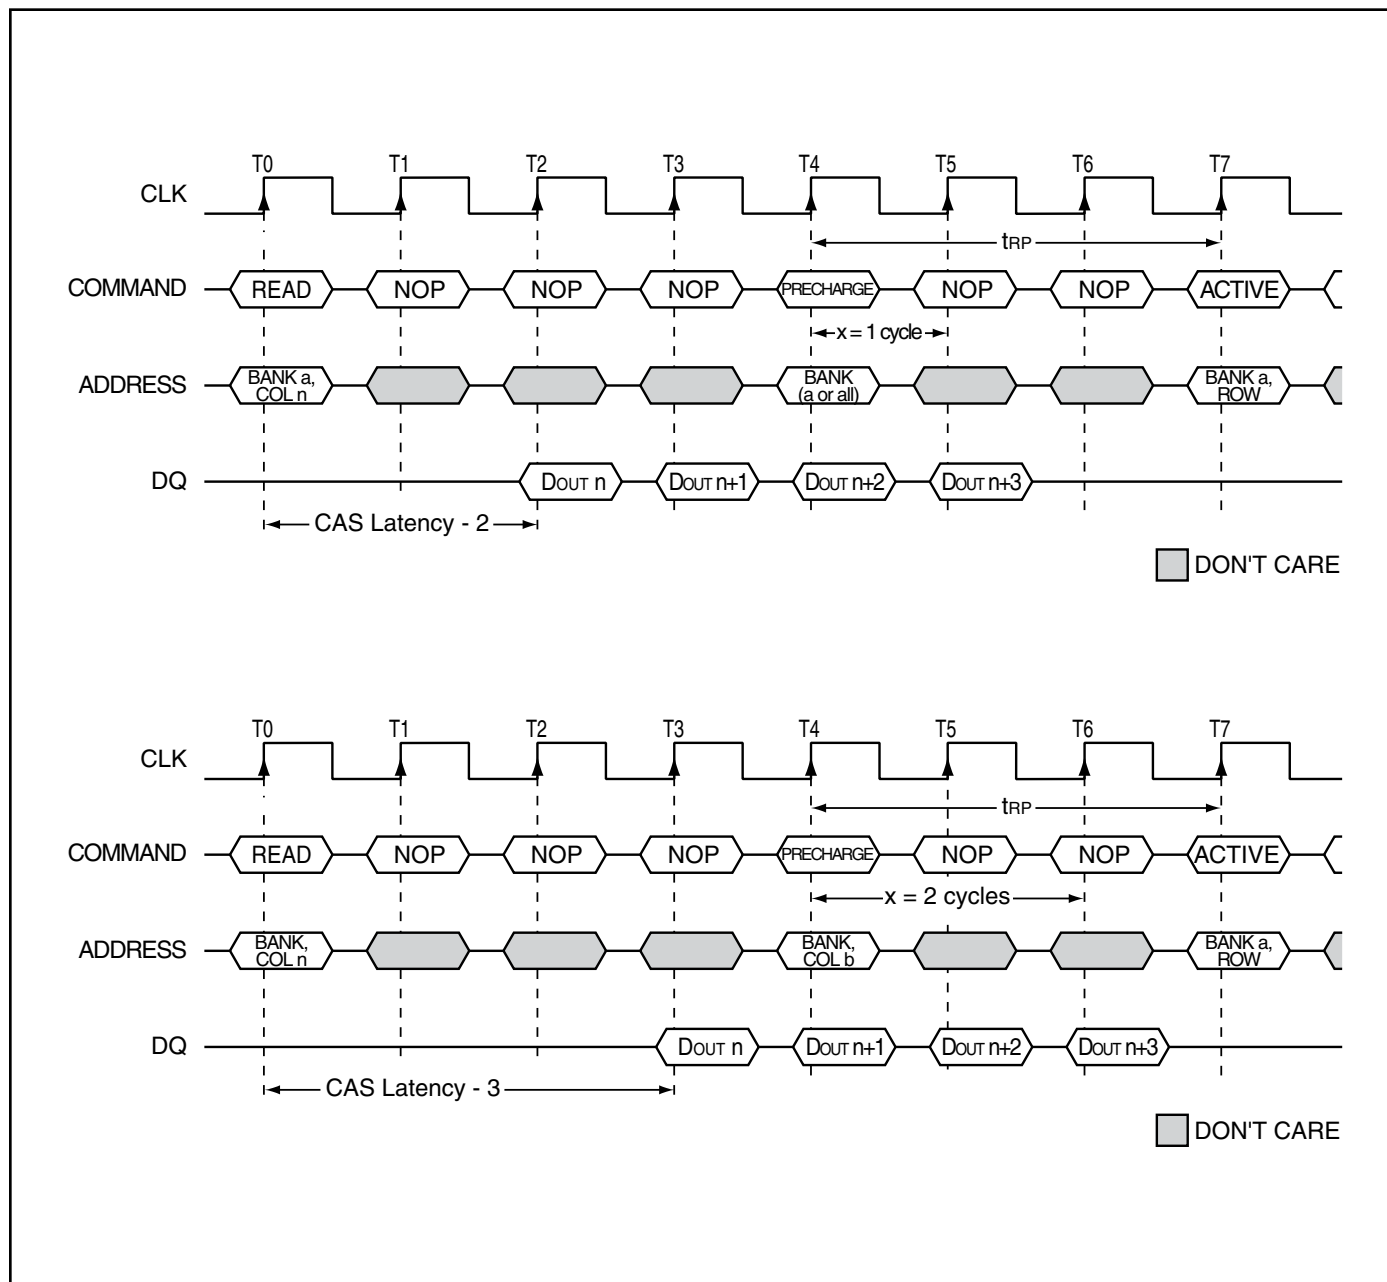 T0 T1 T2 T3 T4 T5 T6 T7
CLK
tRP
COMMAND READ NOP NOP NOP PRECHARGE NOP NOP ACTIVE
x = 1 cycle
ADDRESS BANK a, COL n BANK (a or all) BANK a, ROW
DQ DOUT n DOUT n+1 DOUT n+2 DOUT n+3
CAS Latency - 2
DON'T CARE
T0 T1 T2 T3 T4 T5 T6 T7
CLK
tRP
COMMAND READ NOP NOP NOP PRECHARGE NOP NOP ACTIVE
x = 2 cycles
ADDRESS BANK, COL n BANK, COL b BANK a, ROW
DQ DOUT n DOUT n+1 DOUT n+2 DOUT n+3
CAS Latency - 3
DON'T CARE